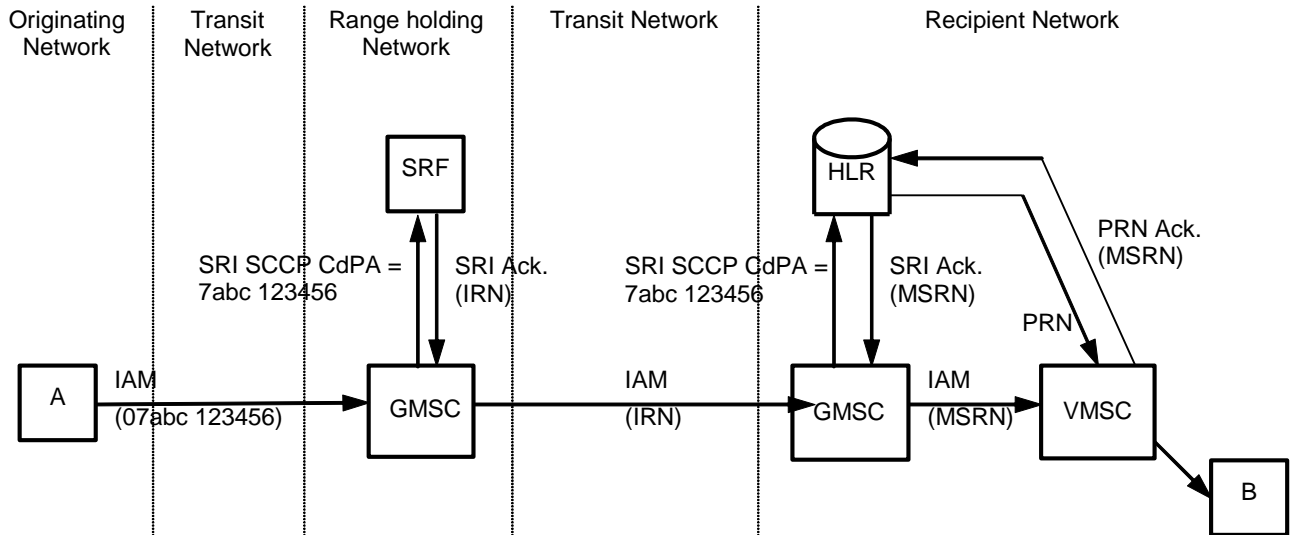 Originating
Network
Transit
Network
Range holding
Network
Transit Network
Recipient Network
SRF
HLR
SRI SCCP CdPA =
7abc 123456
SRI Ack.
(IRN)
SRI SCCP CdPA =
7abc 123456
SRI Ack.
(MSRN)
PRN Ack.
(MSRN)
PRN
A
IAM
(07abc 123456)
GMSC
IAM
(IRN)
GMSC
IAM
(MSRN)
VMSC
B